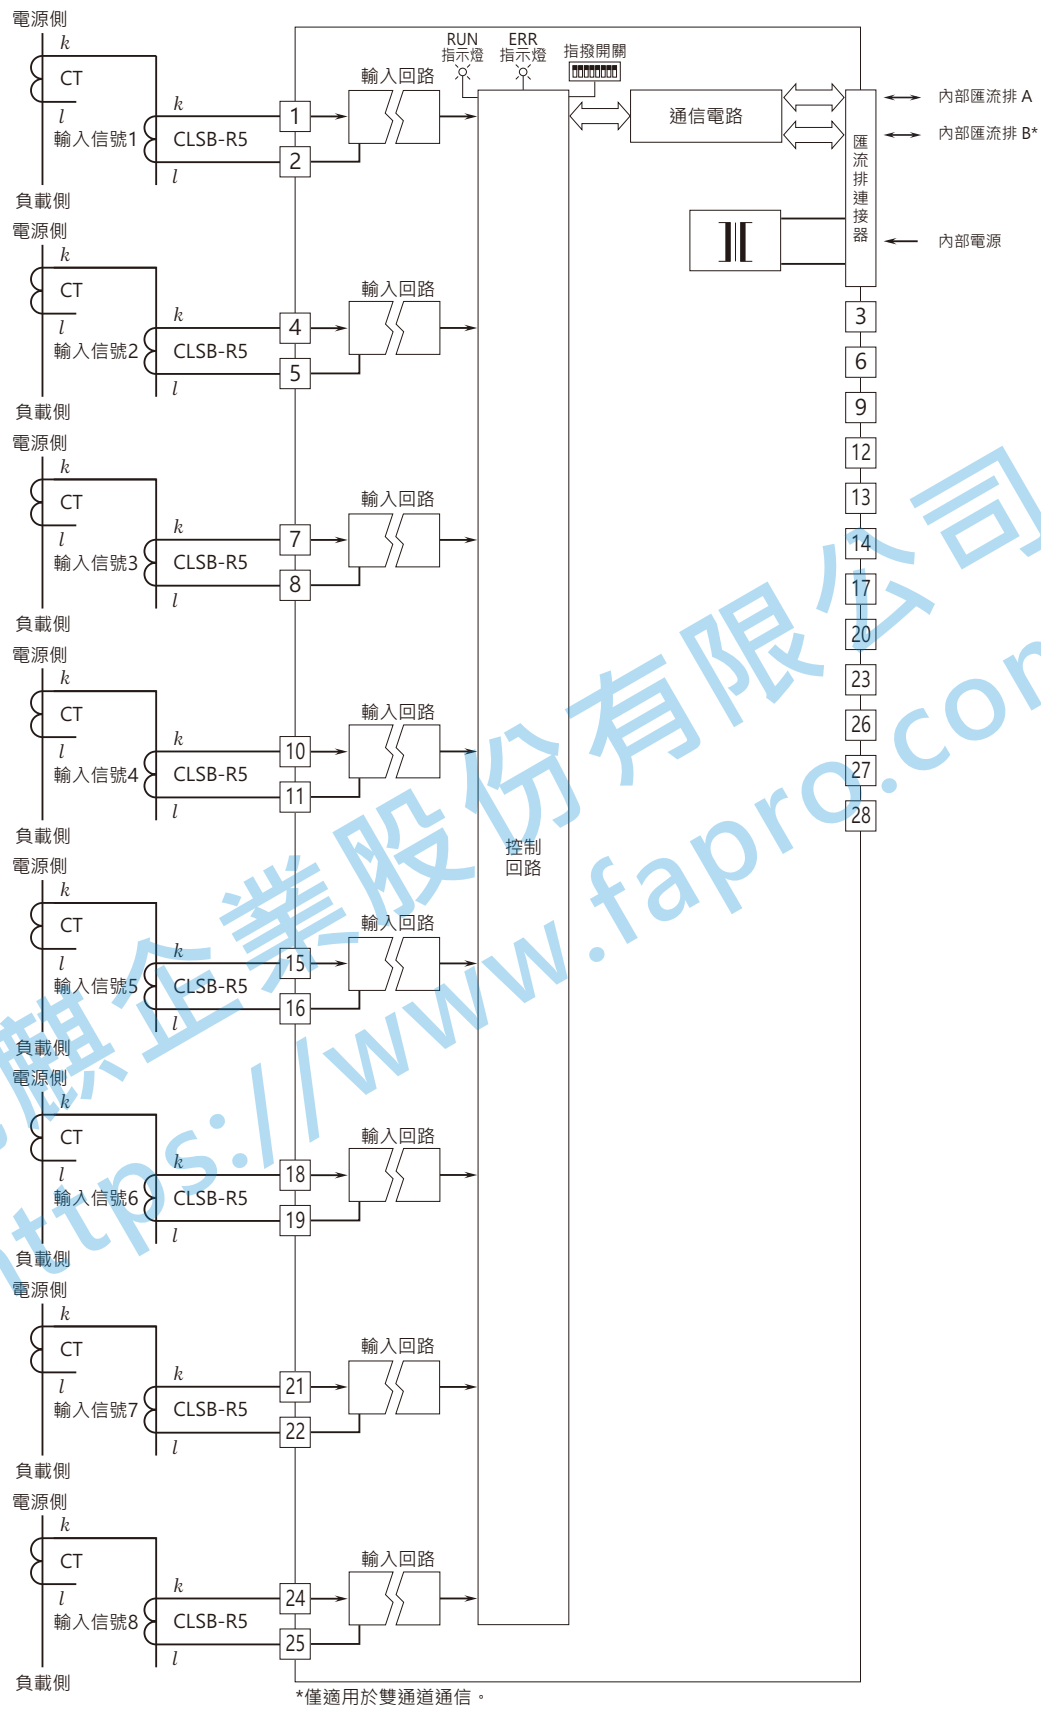 電源側
k
CT
l
輸入信號1
k
CLSB-R5
l
負載側
1
2
輸入回路
RUN
指示燈
ERR
指示燈
指撥開關
通信電路
匯流排連接器
內部匯流排 A
內部匯流排 B*
內部電源
電源側
k
CT
l
輸入信號2
k
CLSB-R5
l
負載側
4
5
輸入回路
電源側
k
CT
l
輸入信號3
k
CLSB-R5
l
負載側
7
8
輸入回路
電源側
k
CT
l
輸入信號4
k
CLSB-R5
l
負載側
10
11
輸入回路
控制
回路
電源側
k
CT
l
輸入信號5
k
CLSB-R5
l
負載側
15
16
輸入回路
電源側
k
CT
l
輸入信號6
k
CLSB-R5
l
負載側
18
19
輸入回路
電源側
k
CT
l
輸入信號7
k
CLSB-R5
l
負載側
21
22
輸入回路
電源側
k
CT
l
輸入信號8
k
CLSB-R5
l
負載側
24
25
輸入回路
3
6
9
12
13
14
17
20
23
26
27
28
*僅適用於雙通道通信。
麒企業股份有限公司
https://www.fapro.com